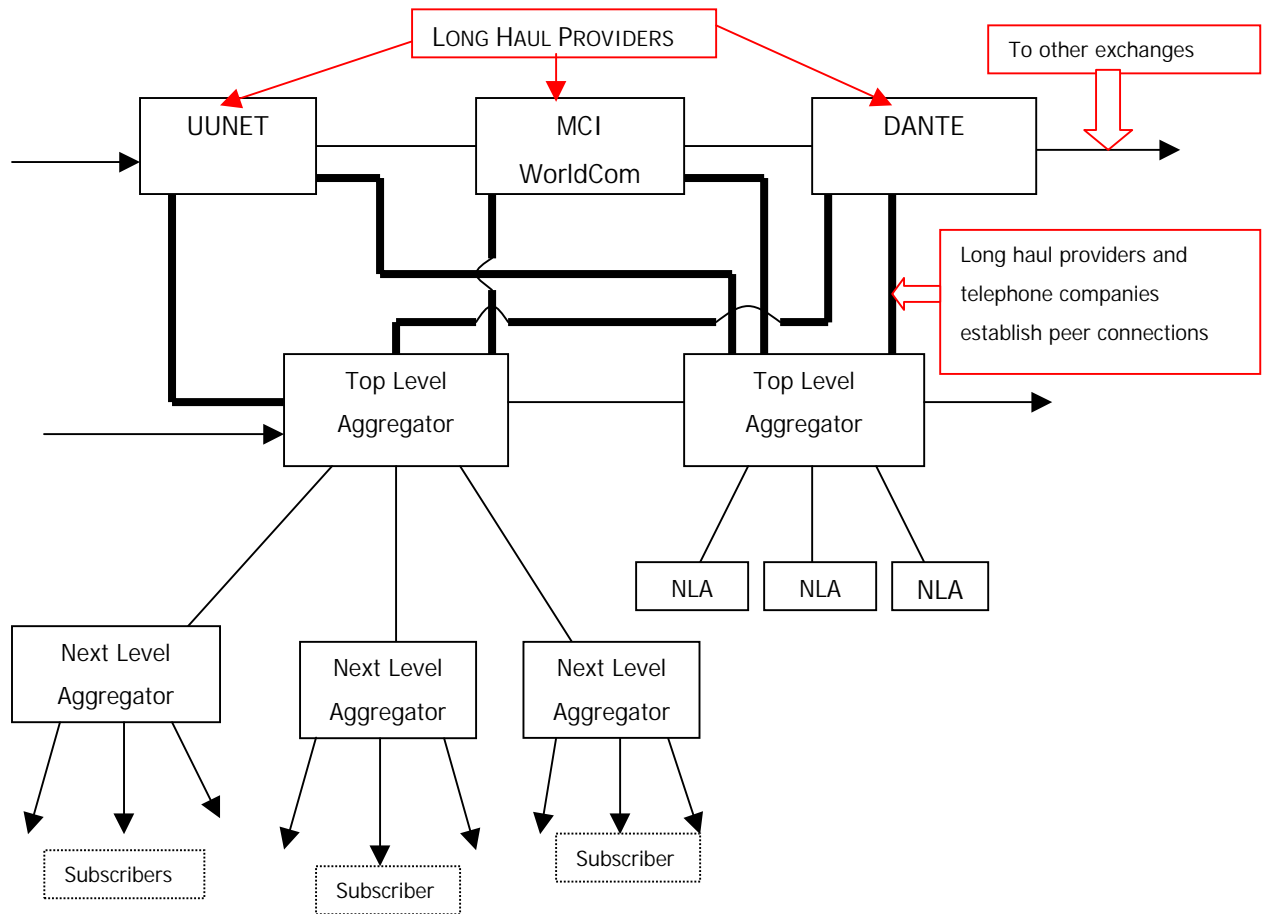 LONG HAUL PROVIDERS
To other exchanges
UUNET
MCI
WorldCom
DANTE
Long haul providers and
telephone companies
establish peer connections
Top Level
Aggregator
Top Level
Aggregator
NLA
NLA
NLA
Next Level
Aggregator
Next Level
Aggregator
Next Level
Aggregator
Subscribers
Subscriber
Subscriber